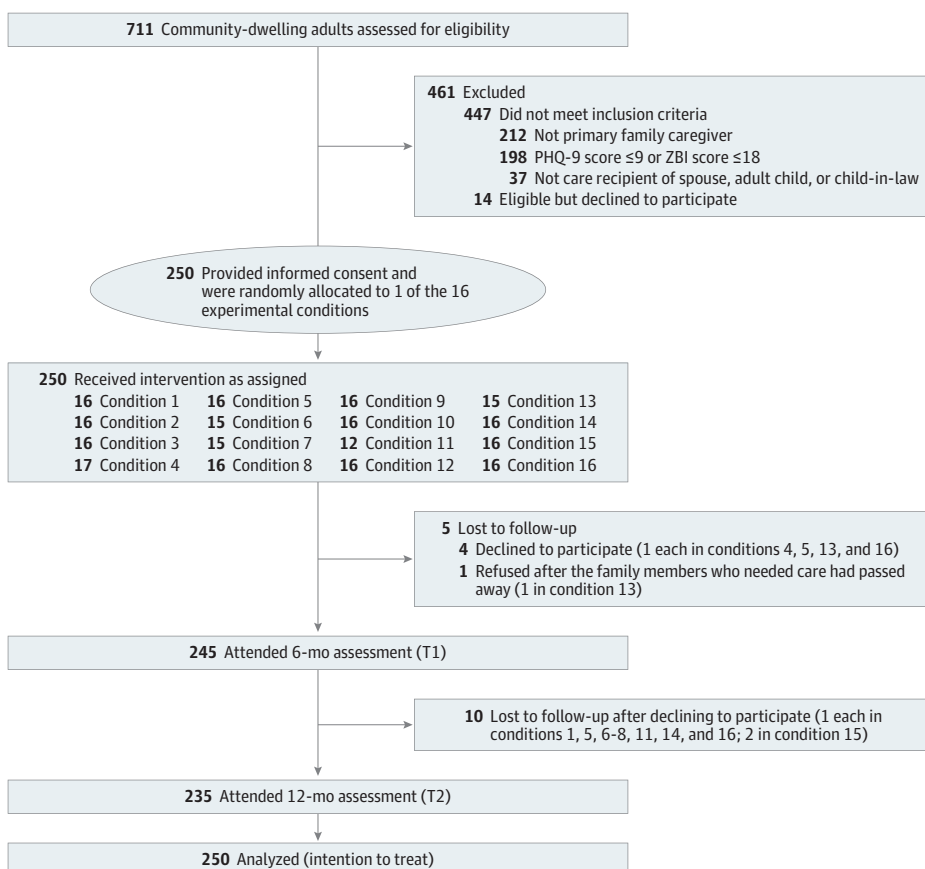 711 Community-dwelling adults assessed for eligibility
461 Excluded
447 Did not meet inclusion criteria
212 Not primary family caregiver
198 PHQ-9 score ≤9 or ZBI score ≤18
37 Not care recipient of spouse, adult child, or child-in-law
14 Eligible but declined to participate
250 Provided informed consent and
were randomly allocated to 1 of the 16
experimental conditions
250 Received intervention as assigned
16 Condition 1 16 Condition 5 16 Condition 9 15 Condition 13
16 Condition 2 15 Condition 6 16 Condition 10 16 Condition 14
16 Condition 3 15 Condition 7 12 Condition 11 16 Condition 15
17 Condition 4 16 Condition 8 16 Condition 12 16 Condition 16
5 Lost to follow-up
4 Declined to participate (1 each in conditions 4, 5, 13, and 16)
1 Refused after the family members who needed care had passed
away (1 in condition 13)
245 Attended 6-mo assessment (T1)
10 Lost to follow-up after declining to participate (1 each in
conditions 1, 5, 6-8, 11, 14, and 16; 2 in condition 15)
235 Attended 12-mo assessment (T2)
250 Analyzed (intention to treat)